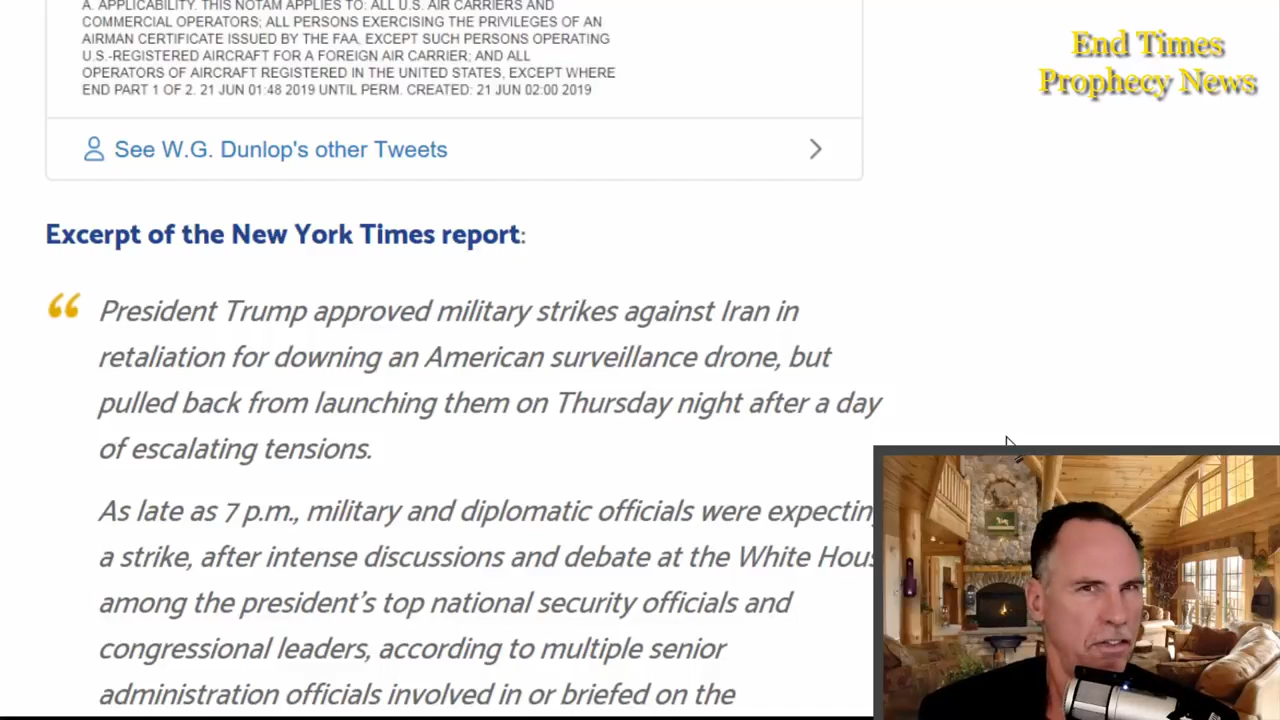 A. APPLICABILITY. THIS NOTAM APPLIES TO: ALL U.S. AIR CARRIERS AND
COMMERCIAL OPERATORS; ALL PERSONS EXERCISING THE PRIVILEGES OF AN
AIRMAN CERTIFICATE ISSUED BY THE FAA, EXCEPT SUCH PERSONS OPERATING
U.S.-REGISTERED AIRCRAFT FOR A FOREIGN AIR CARRIER; AND ALL
OPERATORS OF AIRCRAFT REGISTERED IN THE UNITED STATES, EXCEPT WHERE
END PART 1 OF 2. 21 JUN 01:48 2019 UNTIL PERM. CREATED: 21 JUN 02:00 2019
End Times
Prophecy News
See W.G. Dunlop's other Tweets
Excerpt of the New York Times report:
“ President Trump approved military strikes against Iran in
retaliation for downing an American surveillance drone, but
pulled back from launching them on Thursday night after a day
of escalating tensions.
As late as 7 p.m., military and diplomatic officials were expectin
a strike, after intense discussions and debate at the White Hous
among the president’s top national security officials and
congressional leaders, according to multiple senior
administration officials involved in or briefed on the